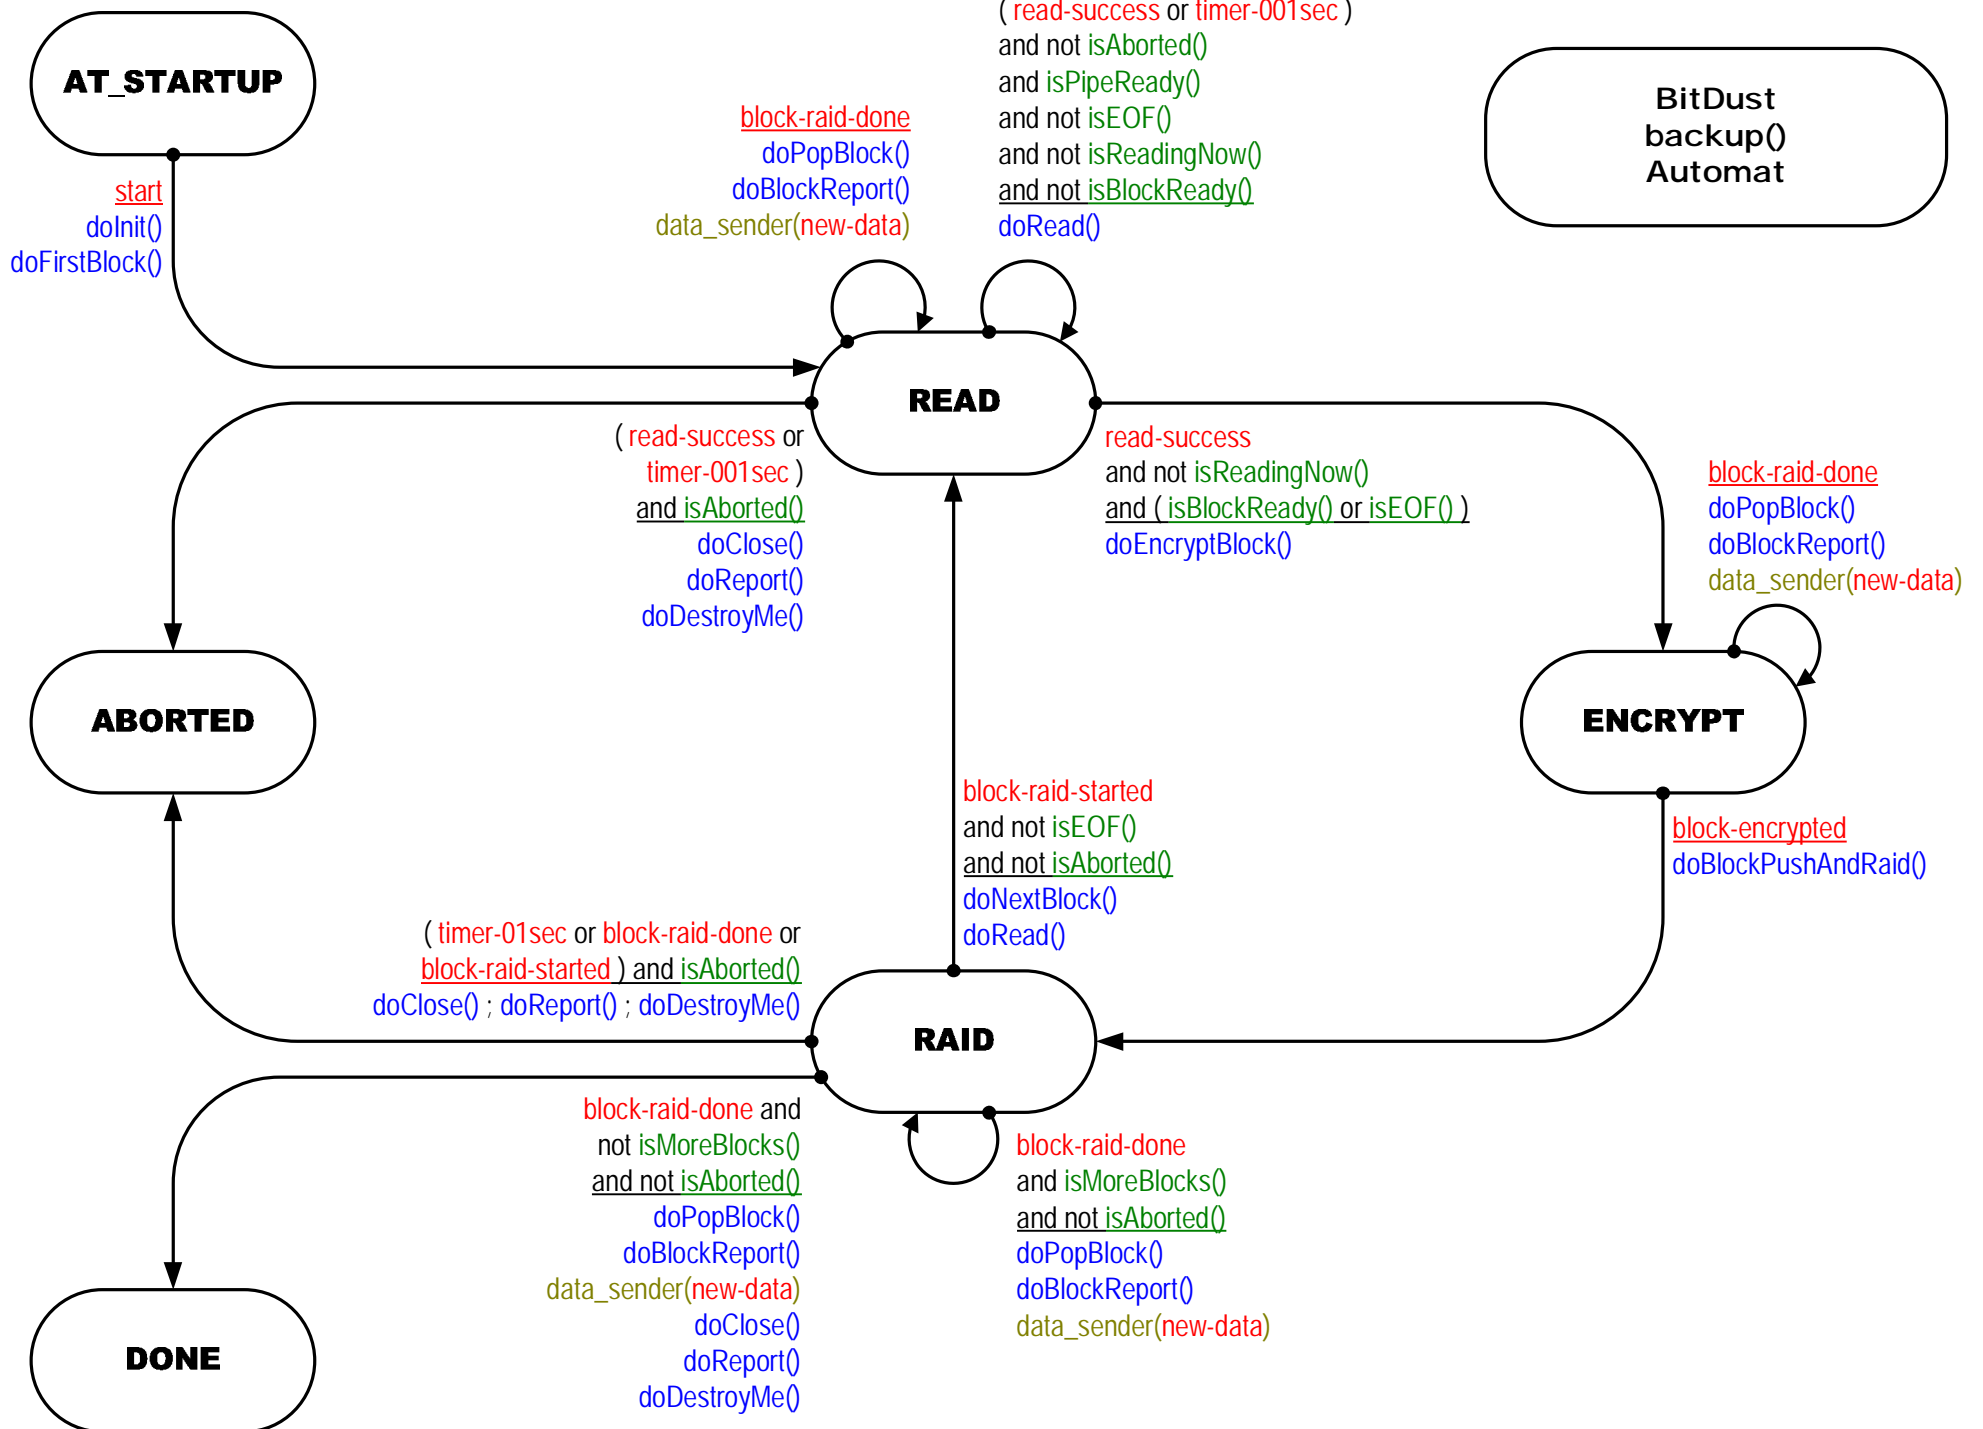 ( read-success or timer-001sec )
and not isAborted()
and isPipeReady()
and not isEOF()
and not isReadingNow()
and not isBlockReady()
doRead()
AT_STARTUP
BitDust
backup()
Automat
block-raid-done
doPopBlock()
doBlockReport()
data_sender(new-data)
start
doInit()
doFirstBlock()
READ
( read-success or
timer-001sec )
and isAborted()
doClose()
doReport()
doDestroyMe()
read-success
and not isReadingNow()
and ( isBlockReady() or isEOF() )
doEncryptBlock()
block-raid-done
doPopBlock()
doBlockReport()
data_sender(new-data)
ABORTED
ENCRYPT
block-raid-started
and not isEOF()
and not isAborted()
doNextBlock()
doRead()
block-encrypted
doBlockPushAndRaid()
( timer-01sec or block-raid-done or
block-raid-started ) and isAborted()
doClose() ; doReport() ; doDestroyMe()
RAID
block-raid-done and
not isMoreBlocks()
and not isAborted()
doPopBlock()
doBlockReport()
data_sender(new-data)
doClose()
doReport()
doDestroyMe()
block-raid-done
and isMoreBlocks()
and not isAborted()
doPopBlock()
doBlockReport()
data_sender(new-data)
DONE